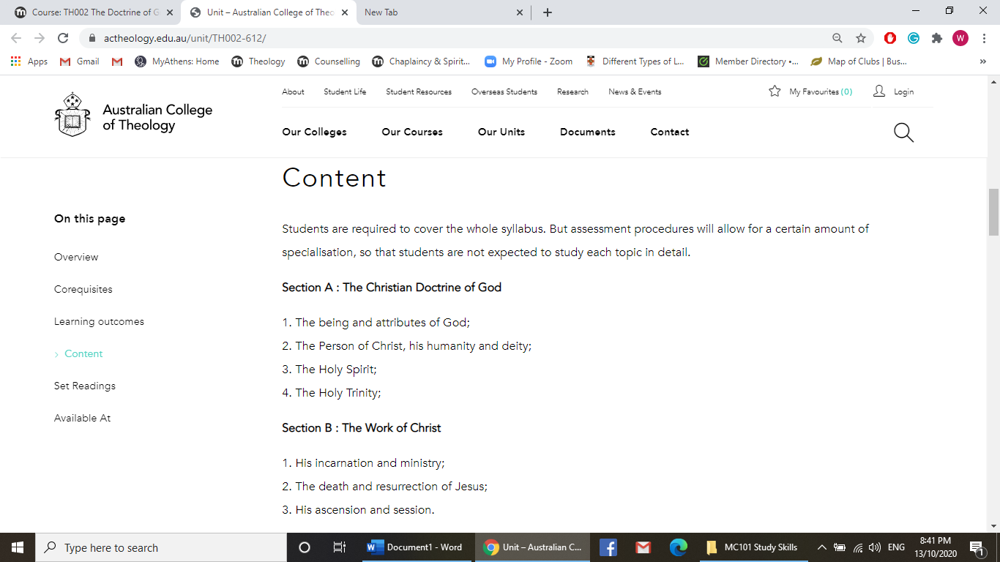 Course: TH002 The Doctrine of G
Unit – Australian College of Theo
New Tab
actheology.edu.au/unit/TH002-612/
W
Apps
Gmail
MyAthens: Home
Theology
Counselling
Chaplaincy & Spirit...
My Profile - Zoom
Different Types of L...
Member Directory •...
Map of Clubs | Bus...
»
Australian College
of Theology
About
Student Life
Student Resources
Overseas Students
Research
News & Events
My Favourites (0)
Login
Our Colleges
Our Courses
Our Units
Documents
Contact
On this page
Overview
Corequisites
Learning outcomes
› Content
Set Readings
Available At
Content
Students are required to cover the whole syllabus. But assessment procedures will allow for a certain amount of
specialisation, so that students are not expected to study each topic in detail.
Section A : The Christian Doctrine of God
1. The being and attributes of God;
2. The Person of Christ, his humanity and deity;
3. The Holy Spirit;
4. The Holy Trinity;
Section B : The Work of Christ
1. His incarnation and ministry;
2. The death and resurrection of Jesus;
3. His ascension and session.
Type here to search
Document1 - Word
Unit – Australian C...
MC101 Study Skills
ENG
8:41 PM
13/10/2020
1